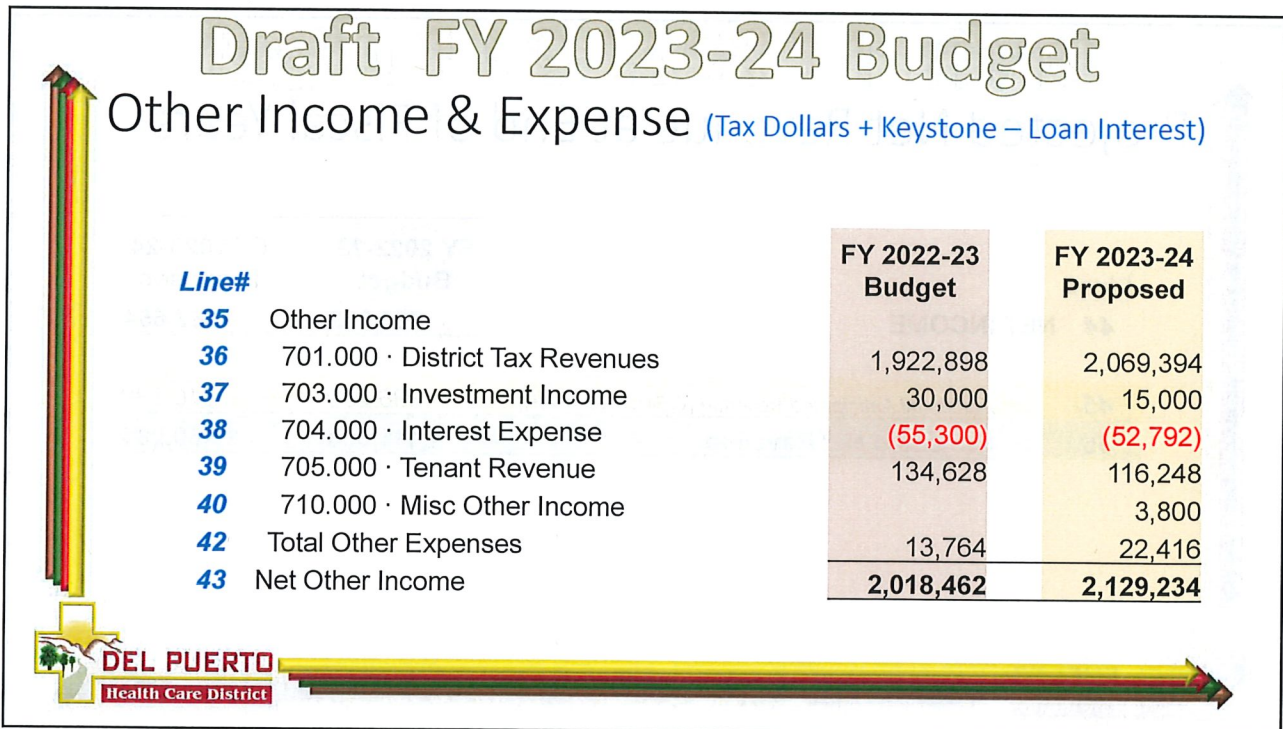 Draft FY 2023-24 Budget
Other Income & Expense (Tax Dollars + Keystone – Loan Interest)
FY 2022-23 FY 2023-24
Line# Budget Proposed
35 Other Income
36 701.000 · District Tax Revenues 1,922,898 2,069,394
37 703.000 · Investment Income 30,000 15,000
38 704.000 · Interest Expense (55,300) (52,792)
39 705.000 · Tenant Revenue 134,628 116,248
40 710.000 · Misc Other Income 3,800
42 Total Other Expenses 13,764 22,416
43 Net Other Income 2,018,462 2,129,234
DEL PUERTO
Health Care District